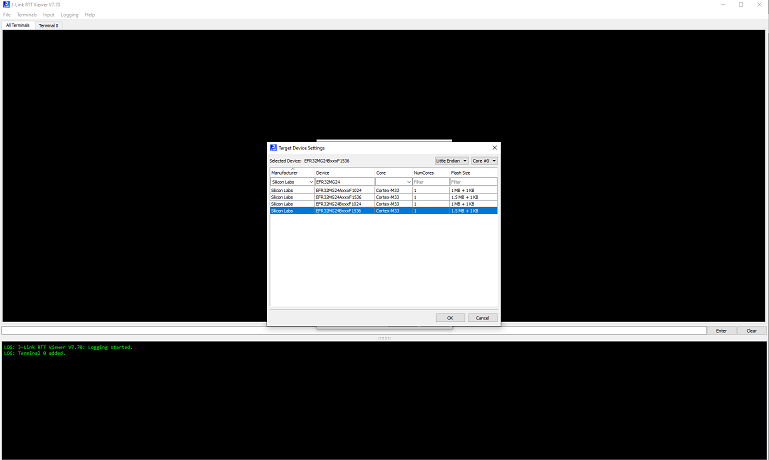 J-Link RTT Viewer V7.70
File Terminals Input Logging Help
All Terminals Terminal 0
Target Device Settings
Selected Device: EFR32MG24BxxxF1536 Little Endian Core #0
Manufacturer Device Core NumCores Flash Size
Silicon Labs EFR32MG24 Filter Filter
Silicon Labs EFR32MG24AxxxF1024 Cortex-M33 1 1 MB + 1 KB
Silicon Labs EFR32MG24AxxxF1536 Cortex-M33 1 1.5 MB + 1 KB
Silicon Labs EFR32MG24BxxxF1024 Cortex-M33 1 1 MB + 1 KB
Silicon Labs EFR32MG24BxxxF1536 Cortex-M33 1 1.5 MB + 1 KB
OK Cancel
Enter Clear
LOG: J-Link RTT Viewer V7.70: Logging started.
LOG: Terminal 0 added.